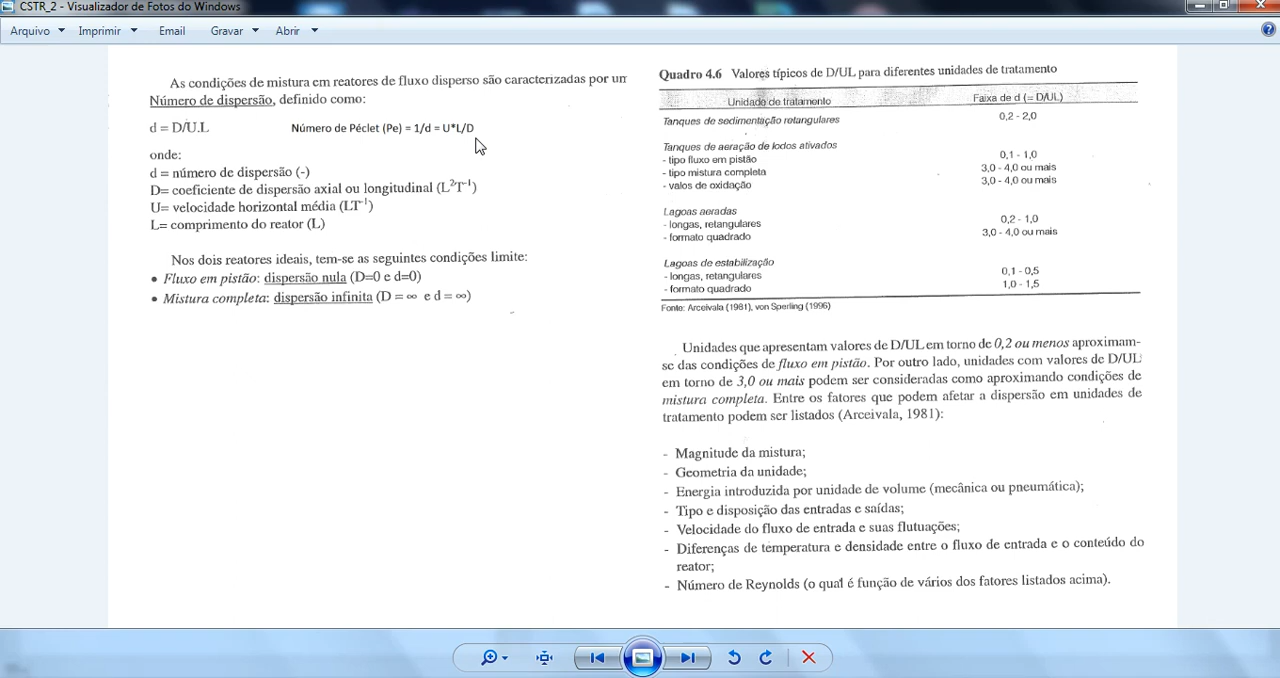 CSTR_2 - Visualizador de Fotos do Windows
Arquivo Imprimir Email Gravar Abrir
As condições de mistura em reatores de fluxo disperso são caracterizadas por um
Número de dispersão, definido como:
d = D/U.L Número de Péclet (Pe) = 1/d = U*L/D
onde:
d = número de dispersão (-)
D= coeficiente de dispersão axial ou longitudinal (L²T⁻¹)
U= velocidade horizontal média (LT⁻¹)
L= comprimento do reator (L)
Nos dois reatores ideais, tem-se as seguintes condições limite:
• Fluxo em pistão: dispersão nula (D=0 e d=0)
• Mistura completa: dispersão infinita (D = ∞ e d = ∞)
Quadro 4.6 Valores típicos de D/UL para diferentes unidades de tratamento
Unidade de tratamento Faixa de d (= D/UL)
Tanques de sedimentação retangulares 0,2 - 2,0
Tanques de aeração de lodos ativados
- tipo fluxo em pistão 0,1 - 1,0
- tipo mistura completa 3,0 - 4,0 ou mais
- valos de oxidação 3,0 - 4,0 ou mais
Lagoas aeradas
- longas, retangulares 0,2 - 1,0
- formato quadrado 3,0 - 4,0 ou mais
Lagoas de estabilização
- longas, retangulares 0,1 - 0,5
- formato quadrado 1,0 - 1,5
Fonte: Arceivala (1981), von Sperling (1996)
Unidades que apresentam valores de D/UL em torno de 0,2 ou menos aproximam-
se das condições de fluxo em pistão. Por outro lado, unidades com valores de D/UL
em torno de 3,0 ou mais podem ser consideradas como aproximando condições de
mistura completa. Entre os fatores que podem afetar a dispersão em unidades de
tratamento podem ser listados (Arceivala, 1981):
- Magnitude da mistura;
- Geometria da unidade;
- Energia introduzida por unidade de volume (mecânica ou pneumática);
- Tipo e disposição das entradas e saídas;
- Velocidade do fluxo de entrada e suas flutuações;
- Diferenças de temperatura e densidade entre o fluxo de entrada e o conteúdo do
reator;
- Número de Reynolds (o qual é função de vários dos fatores listados acima).